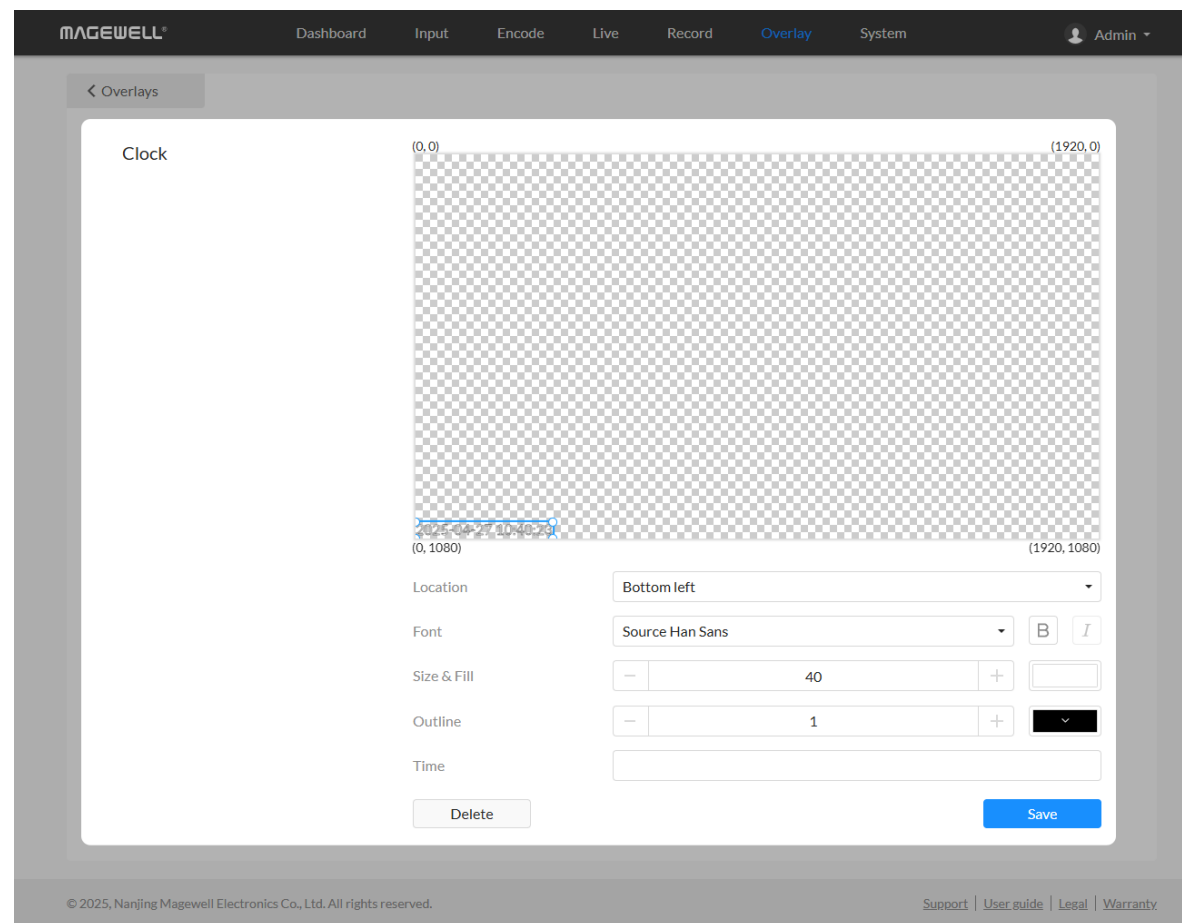 MAGEWELL® Dashboard Input Encode Live Record Overlay System Admin
Overlays
Clock
(0, 0) (1920, 0)
2025-04-27 10:40:23
(0, 1080) (1920, 1080)
Location Bottom left
Font Source Han Sans B I
Size & Fill 40
Outline 1
Time
Delete Save
© 2025, Nanjing Magewell Electronics Co., Ltd. All rights reserved. Support | User guide | Legal | Warranty